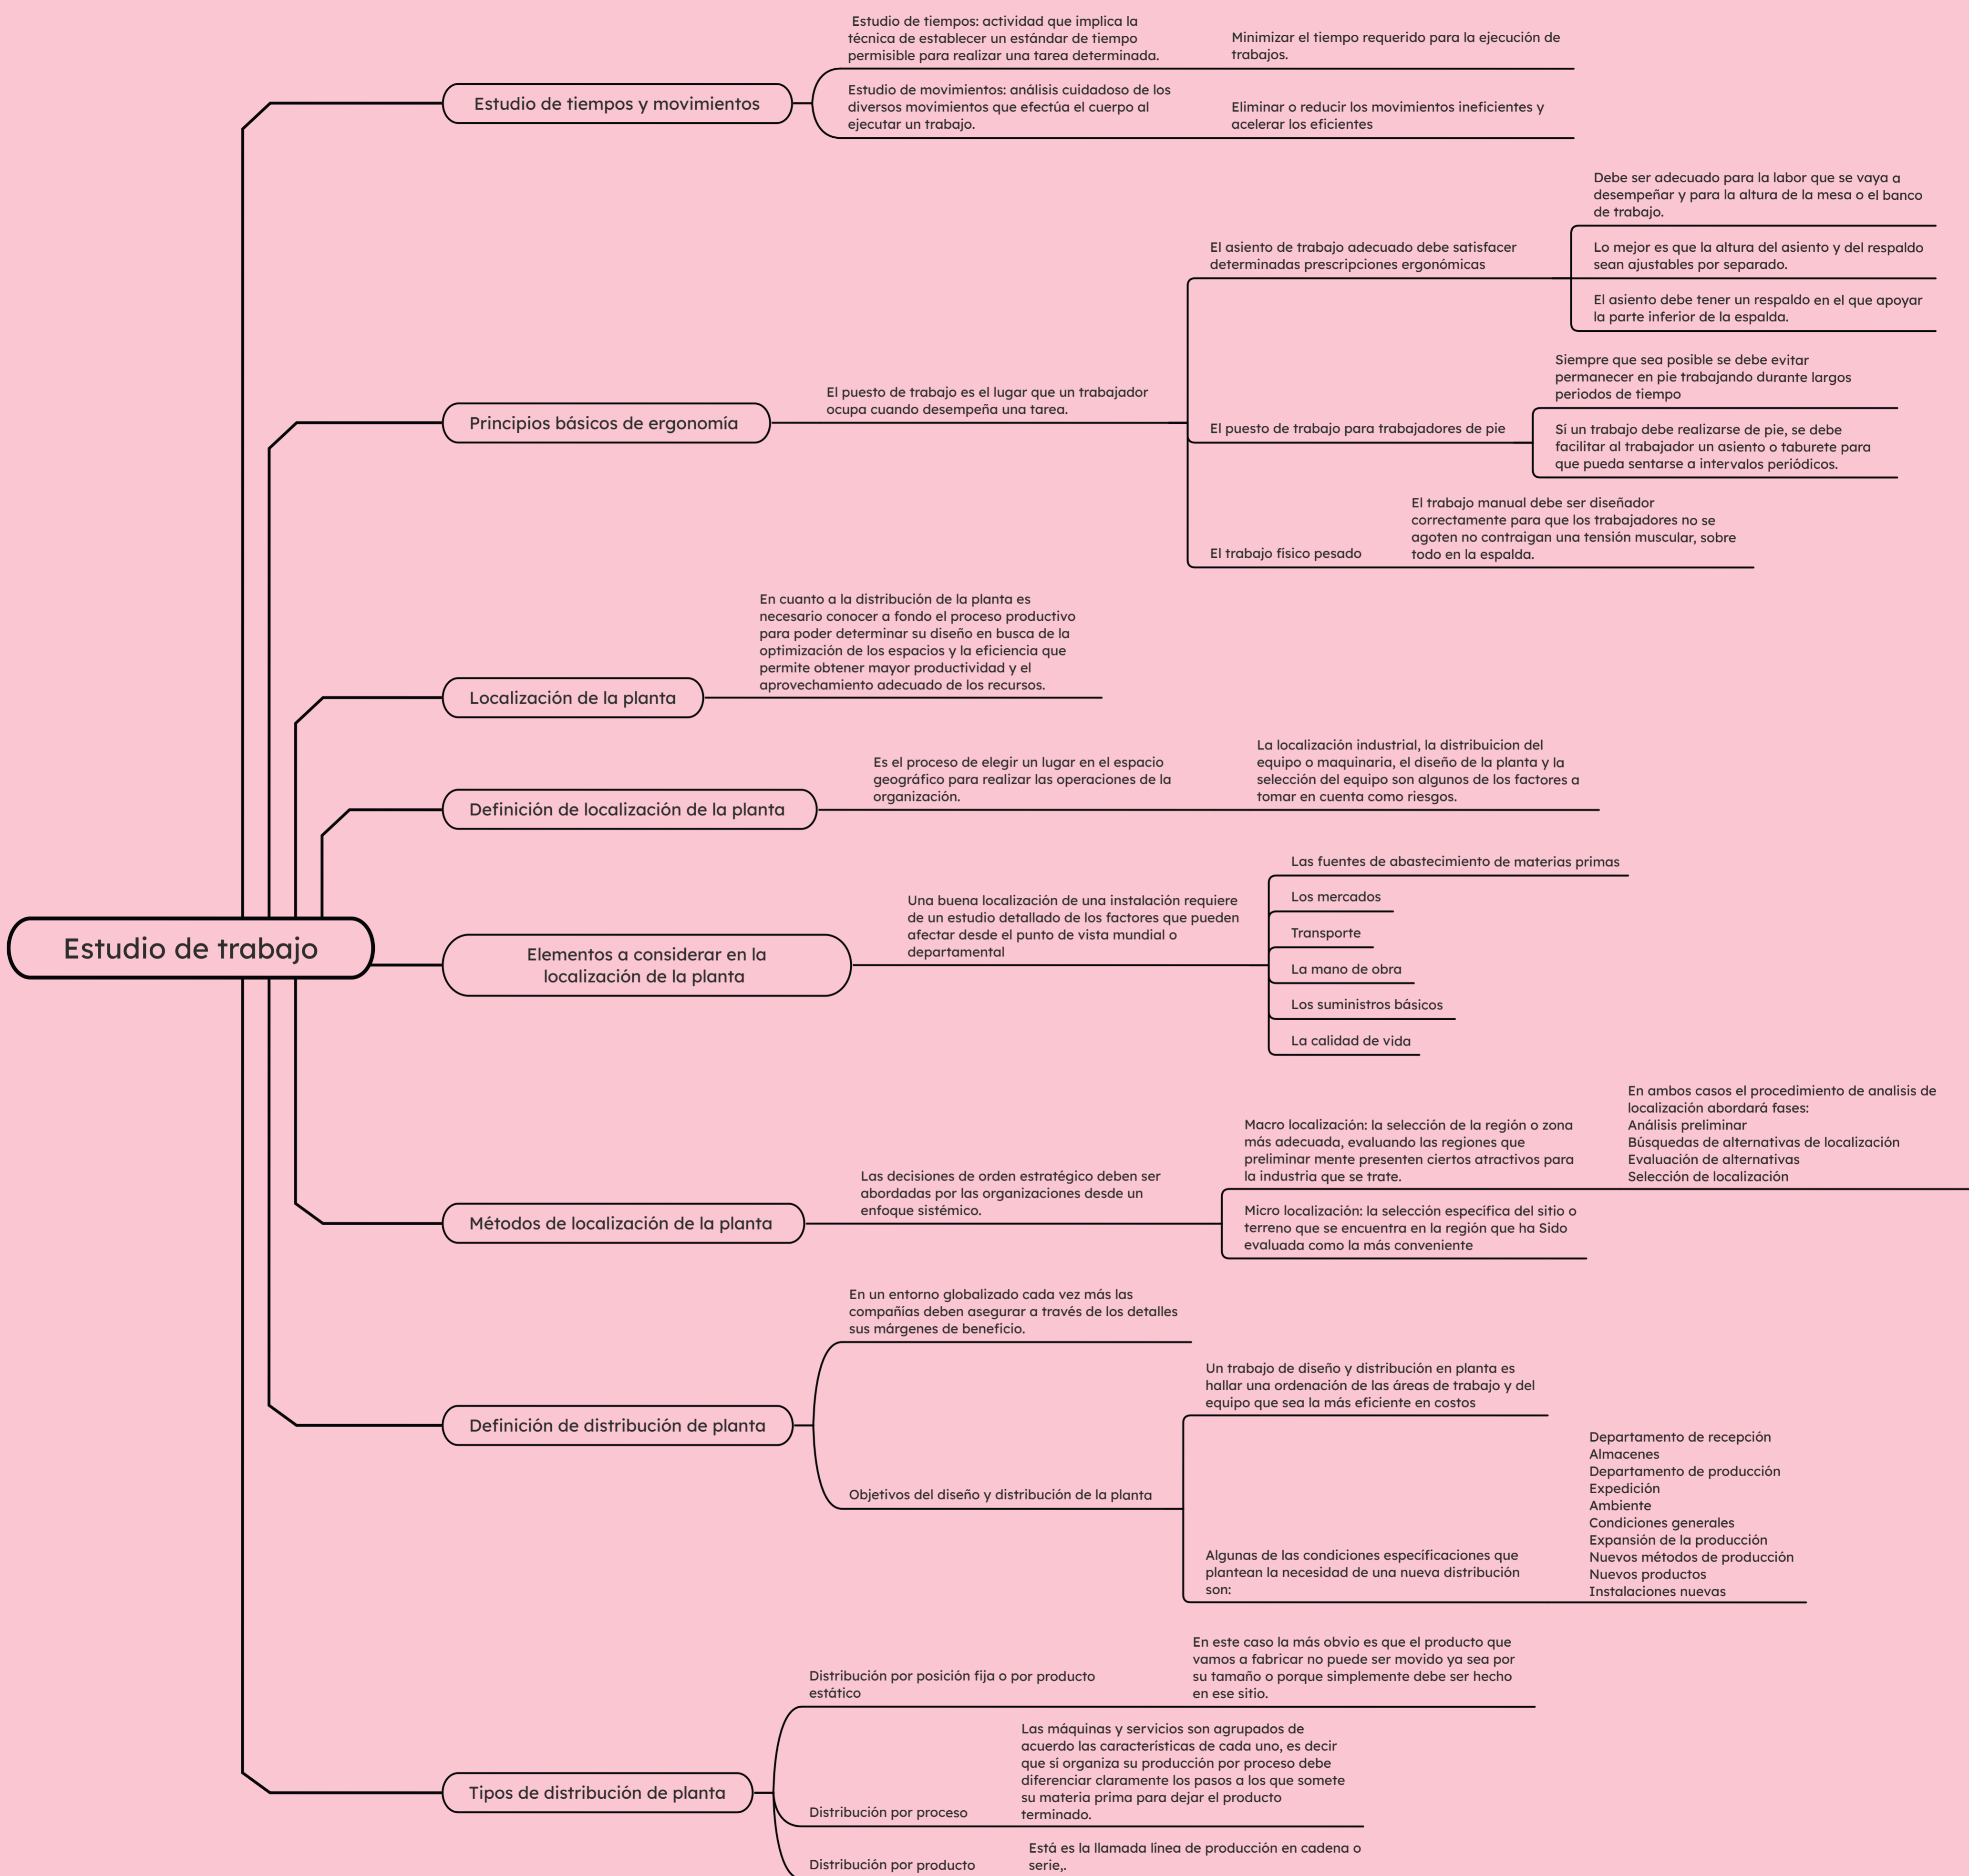 Estudio de trabajo
Estudio de tiempos y movimientos
Estudio de tiempos: actividad que implica la
técnica de establecer un estándar de tiempo
permisible para realizar una tarea determinada.
Minimizar el tiempo requerido para la ejecución de
trabajos.
Estudio de movimientos: análisis cuidadoso de los
diversos movimientos que efectúa el cuerpo al
ejecutar un trabajo.
Eliminar o reducir los movimientos ineficientes y
acelerar los eficientes
Principios básicos de ergonomía
El puesto de trabajo es el lugar que un trabajador
ocupa cuando desempeña una tarea.
El asiento de trabajo adecuado debe satisfacer
determinadas prescripciones ergonómicas
Debe ser adecuado para la labor que se vaya a
desempeñar y para la altura de la mesa o el banco
de trabajo.
Lo mejor es que la altura del asiento y del respaldo
sean ajustables por separado.
El asiento debe tener un respaldo en el que apoyar
la parte inferior de la espalda.
El puesto de trabajo para trabajadores de pie
Siempre que sea posible se debe evitar
permanecer en pie trabajando durante largos
periodos de tiempo
Si un trabajo debe realizarse de pie, se debe
facilitar al trabajador un asiento o taburete para
que pueda sentarse a intervalos periódicos.
El trabajo físico pesado
El trabajo manual debe ser diseñador
correctamente para que los trabajadores no se
agoten no contraigan una tensión muscular, sobre
todo en la espalda.
Localización de la planta
En cuanto a la distribución de la planta es
necesario conocer a fondo el proceso productivo
para poder determinar su diseño en busca de la
optimización de los espacios y la eficiencia que
permite obtener mayor productividad y el
aprovechamiento adecuado de los recursos.
Definición de localización de la planta
Es el proceso de elegir un lugar en el espacio
geográfico para realizar las operaciones de la
organización.
La localización industrial, la distribuicion del
equipo o maquinaria, el diseño de la planta y la
selección del equipo son algunos de los factores a
tomar en cuenta como riesgos.
Elementos a considerar en la
localización de la planta
Una buena localización de una instalación requiere
de un estudio detallado de los factores que pueden
afectar desde el punto de vista mundial o
departamental
Las fuentes de abastecimiento de materias primas
Los mercados
Transporte
La mano de obra
Los suministros básicos
La calidad de vida
Métodos de localización de la planta
Las decisiones de orden estratégico deben ser
abordadas por las organizaciones desde un
enfoque sistémico.
Macro localización: la selección de la región o zona
más adecuada, evaluando las regiones que
preliminar mente presenten ciertos atractivos para
la industria que se trate.
En ambos casos el procedimiento de analisis de
localización abordará fases:
Análisis preliminar
Búsquedas de alternativas de localización
Evaluación de alternativas
Selección de localización
Micro localización: la selección específica del sitio o
terreno que se encuentra en la región que ha Sido
evaluada como la más conveniente
Definición de distribución de planta
En un entorno globalizado cada vez más las
compañías deben asegurar a través de los detalles
sus márgenes de beneficio.
Objetivos del diseño y distribución de la planta
Un trabajo de diseño y distribución en planta es
hallar una ordenación de las áreas de trabajo y del
equipo que sea la más eficiente en costos
Algunas de las condiciones específicaciones que
plantean la necesidad de una nueva distribución
son:
Departamento de recepción
Almacenes
Departamento de producción
Expedición
Ambiente
Condiciones generales
Expansión de la producción
Nuevos métodos de producción
Nuevos productos
Instalaciones nuevas
Tipos de distribución de planta
Distribución por posición fija o por producto
estático
En este caso la más obvio es que el producto que
vamos a fabricar no puede ser movido ya sea por
su tamaño o porque simplemente debe ser hecho
en ese sitio.
Distribución por proceso
Las máquinas y servicios son agrupados de
acuerdo las características de cada uno, es decir
que sí organiza su producción por proceso debe
diferenciar claramente los pasos a los que somete
su materia prima para dejar el producto
terminado.
Distribución por producto
Está es la llamada línea de producción en cadena o
serie,.